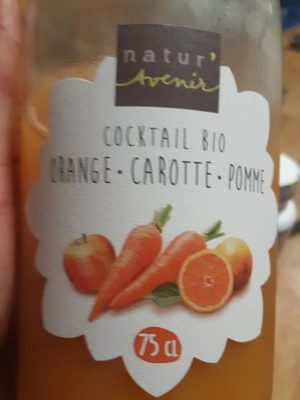 natur'
Avenir
COCKTAIL BIO
ORANGE • CAROTTE • POMME
75 CL